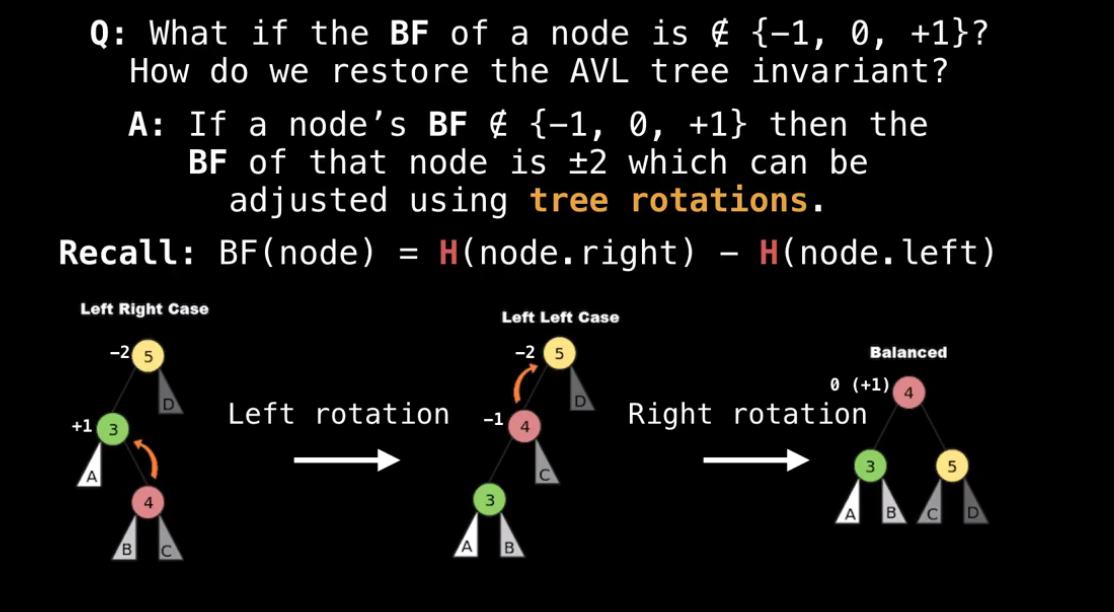 Q: What if the BF of a node is ∉ {−1, 0, +1}?
How do we restore the AVL tree invariant?
A: If a node’s BF ∉ {−1, 0, +1} then the
BF of that node is ±2 which can be
adjusted using tree rotations.
Recall: BF(node) = H(node.right) − H(node.left)
Left Right Case
−2 5
D
+1 3
A
4
B C
Left rotation
Left Left Case
−2 5
D
−1 4
C
3
A B
Right rotation
Balanced
0 (+1) 4
3 5
A B C D